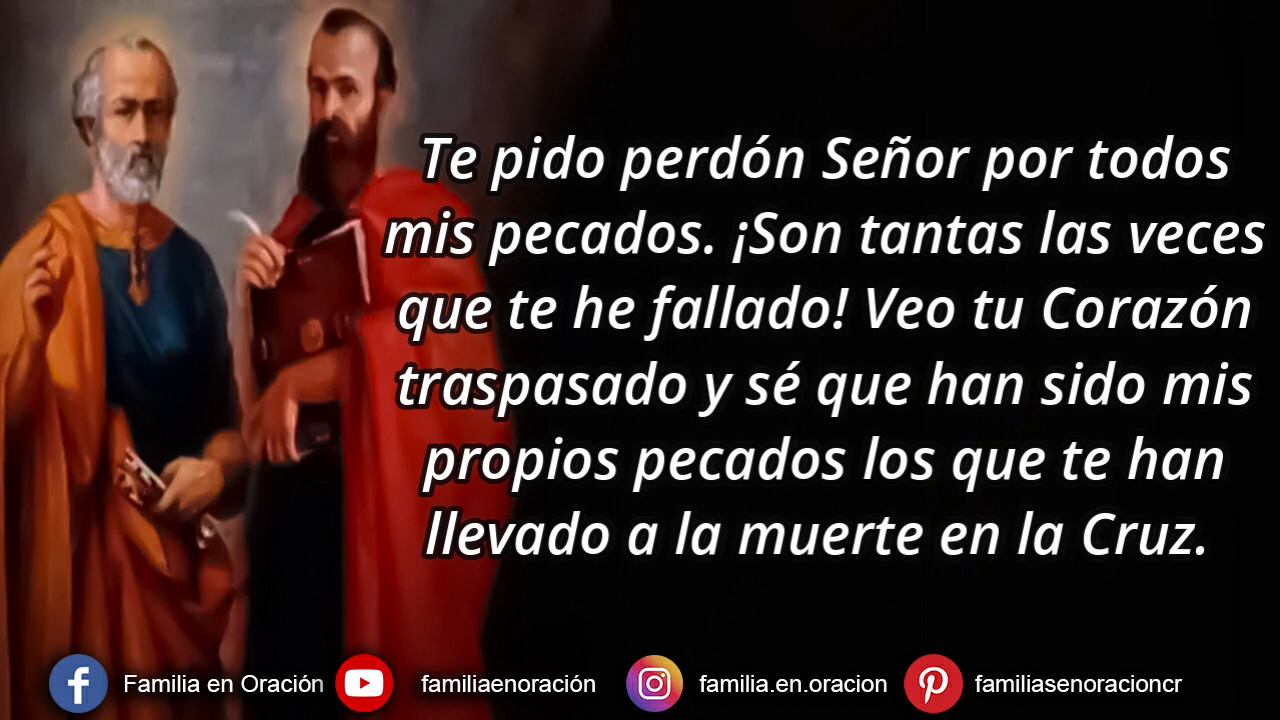 Te pido perdón Señor por todos
mis pecados. ¡Son tantas las veces
que te he fallado! Veo tu Corazón
traspasado y sé que han sido mis
propios pecados los que te han
llevado a la muerte en la Cruz.
Familia en Oración familiaenoración familia.en.oracion familiasenoracioncr